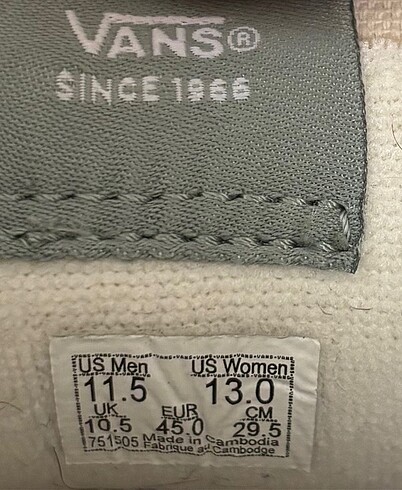 VANS®
SINCE 1966
US Men US Women
11.5 13.0
UK EUR CM
10.5 45.0 29.5
751505 Made in Cambodia
Fabrique au Cambodge